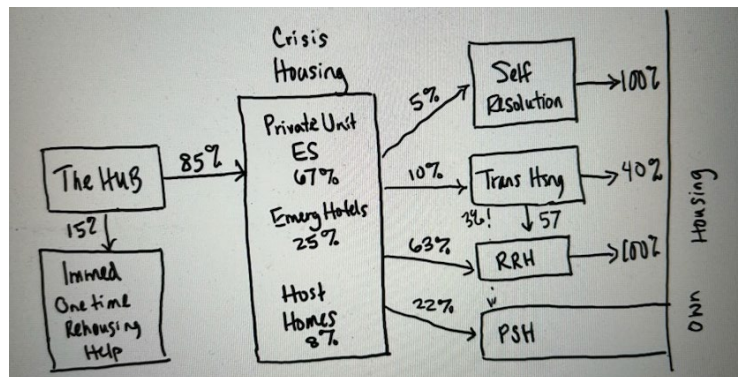 Crisis
Housing
The HUB
85%
15%
Immed
One time
Rehousing
Help
Private Unit
ES
67%
Emerg Hotels
25%
Host
Homes
8%
5%
Self
Resolution
100%
10%
Trans Hsng
40%
57
63%
RRH
100%
22%
PSH
OWN Housing